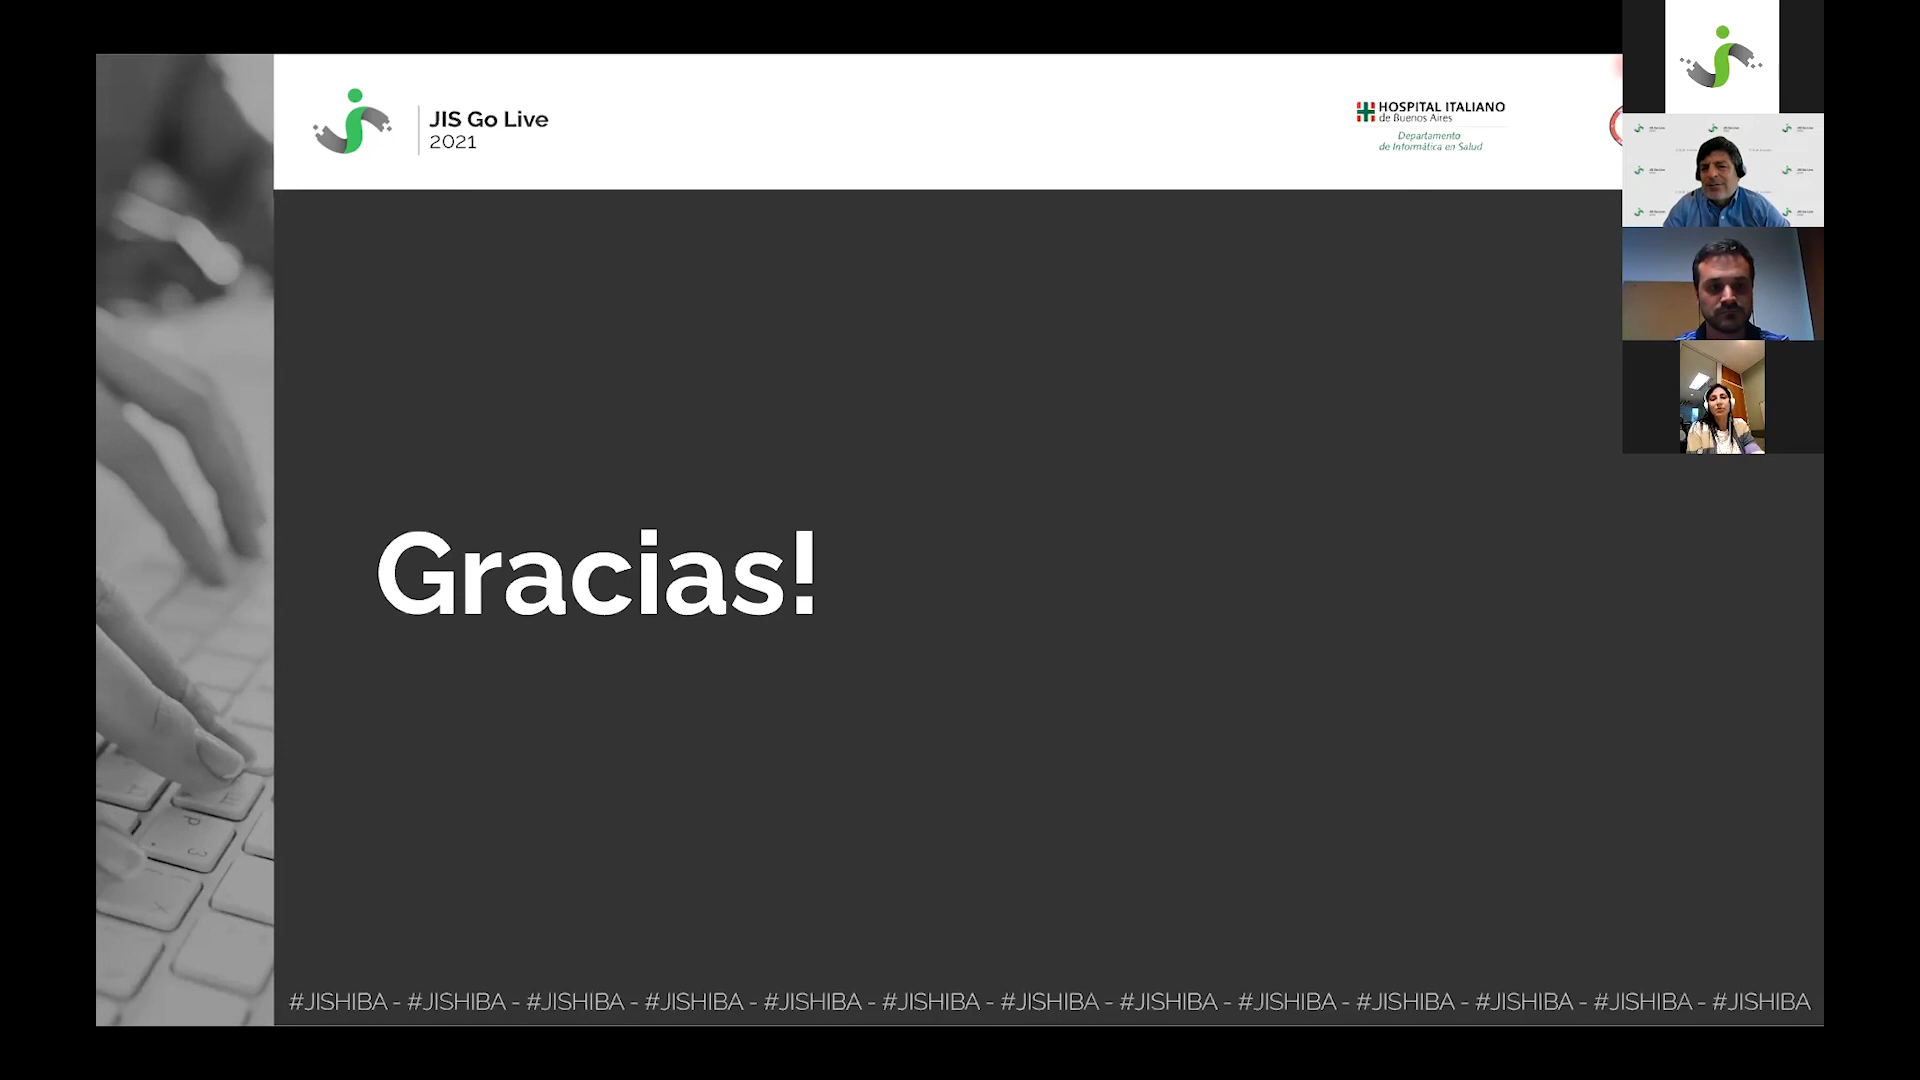 JIS Go Live
2021
HOSPITAL ITALIANO
de Buenos Aires
Departamento
de Informática en Salud
Gracias!
#JISHIBA - #JISHIBA - #JISHIBA - #JISHIBA - #JISHIBA - #JISHIBA - #JISHIBA - #JISHIBA - #JISHIBA - #JISHIBA - #JISHIBA - #JISHIBA - #JISHIBA